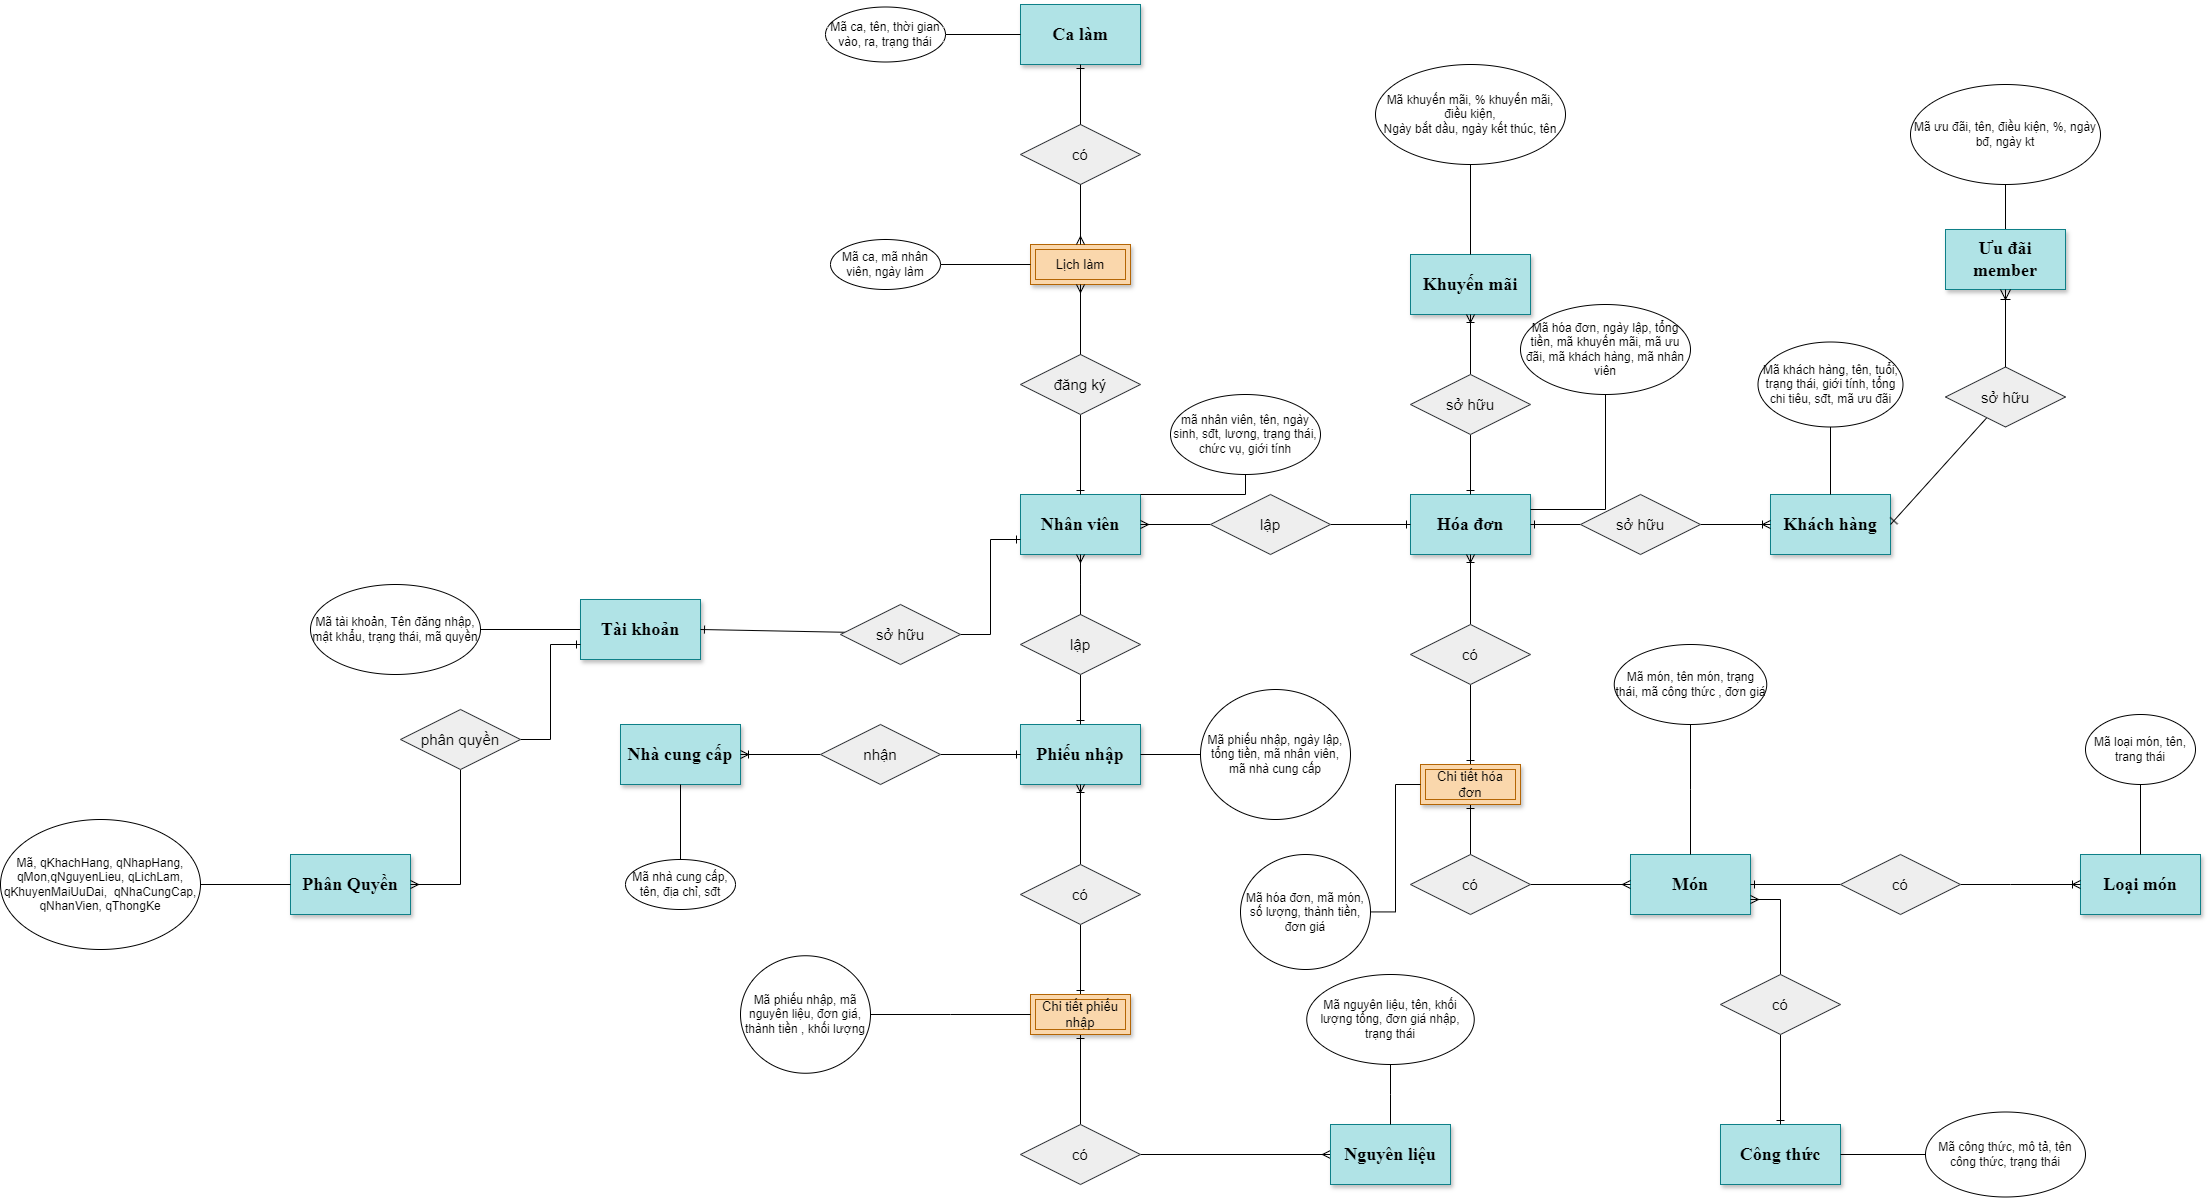 Mã ca, tên, thời gian
vào, ra, trạng thái
Ca làm
có
Mã khuyến mãi, % khuyến mãi,
điều kiện,
Ngày bắt dầu, ngày kết thúc, tên
Mã ưu đãi, tên, điều kiện, %, ngày
bđ, ngày kt
Mã ca, mã nhân
viên, ngày làm
Lịch làm
Khuyến mãi
Ưu đãi
member
Mã hóa đơn, ngày lập, tổng
tiền, mã khuyến mãi, mã ưu
đãi, mã khách hàng, mã nhân
viên
đăng ký
sở hữu
Mã khách hàng, tên, tuổi,
trạng thái, giới tính, tổng
chi tiêu, sđt, mã ưu đãi
sở hữu
mã nhân viên, tên, ngày
sinh, sđt, lương, trạng thái,
chức vụ, giới tính
Nhân viên
lập
Hóa đơn
sở hữu
Khách hàng
Mã tài khoản, Tên đăng nhập,
mật khẩu, trạng thái, mã quyền
Tài khoản
sở hữu
lập
có
Mã món, tên món, trạng
thái, mã công thức , đơn giá
phân quyền
Nhà cung cấp
nhận
Phiếu nhập
Mã phiếu nhập, ngày lập,
tổng tiền, mã nhân viên,
mã nhà cung cấp
Chi tiết hóa
đơn
Mã loại món, tên,
trang thái
Mã, qKhachHang, qNhapHang,
qMon,qNguyenLieu, qLichLam,
qKhuyenMaiUuDai, qNhaCungCap,
qNhanVien, qThongKe
Phân Quyền
Mã nhà cung cấp,
tên, địa chỉ, sđt
có
Mã hóa đơn, mã món,
số lượng, thành tiền,
đơn giá
có
Món
có
Loại món
Mã phiếu nhập, mã
nguyên liệu, đơn giá,
thành tiền , khối lượng
Chi tiết phiếu
nhập
Mã nguyên liệu, tên, khối
lượng tổng, đơn giá nhập,
trạng thái
có
có
Nguyên liệu
Công thức
Mã công thức, mô tả, tên
công thức, trạng thái